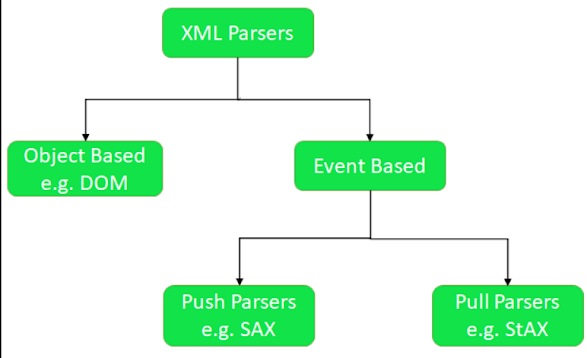 XML Parsers
Object Based
e.g. DOM
Event Based
Push Parsers
e.g. SAX
Pull Parsers
e.g. StAX